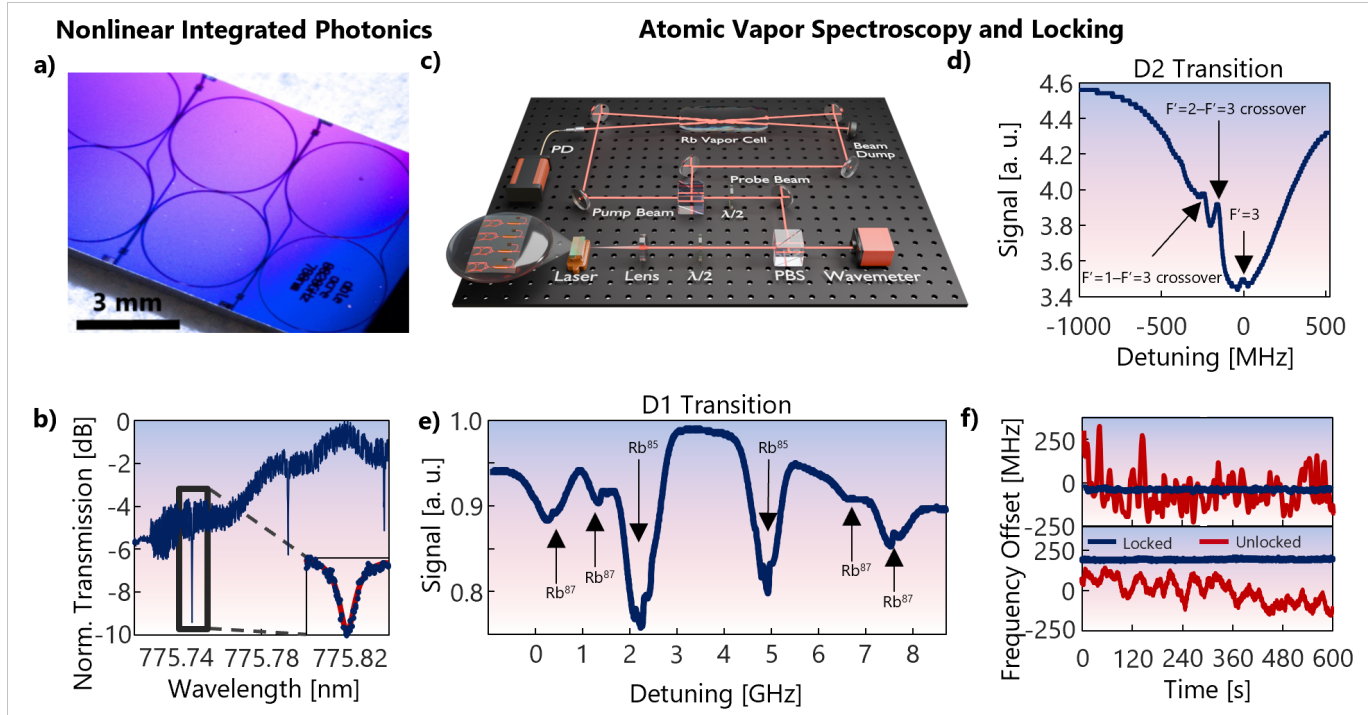 Nonlinear Integrated Photonics
Atomic Vapor Spectroscopy and Locking
a)
3 mm
c)
PD
Rb Vapor Cell
Beam
Dump
Probe Beam
Pump Beam
λ/2
Laser
Lens
λ/2
PBS
Wavemeter
d)
D2 Transition
Signal [a. u.]
4.6
4.2
4.0
3.8
3.6
3.4
F'=2–F'=3 crossover
F'=3
F'=1–F'=3 crossover
-1000
-500
0
500
Detuning [MHz]
b)
Norm. Transmission [dB]
0
-2
-4
-6
-8
-10
775.74
775.78
775.82
Wavelength [nm]
e)
D1 Transition
Signal [a. u.]
1.0
0.9
0.8
Rb⁸⁵
Rb⁸⁵
Rb⁸⁷
Rb⁸⁷
Rb⁸⁷
Rb⁸⁷
0
1
2
3
4
5
6
7
8
Detuning [GHz]
f)
Frequency Offset [MHz]
250
0
-250
250
0
-250
Locked
Unlocked
0
120
240
360
480
600
Time [s]